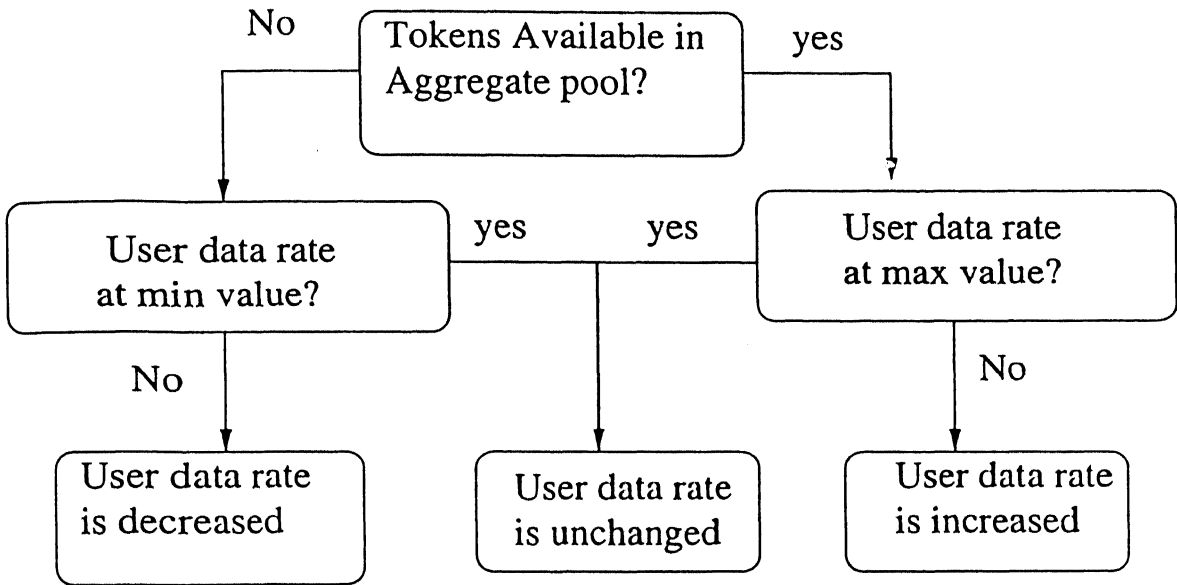 No
Tokens Available in
Aggregate pool?
yes
User data rate
at min value?
yes
yes
User data rate
at max value?
No
No
User data rate
is decreased
User data rate
is unchanged
User data rate
is increased